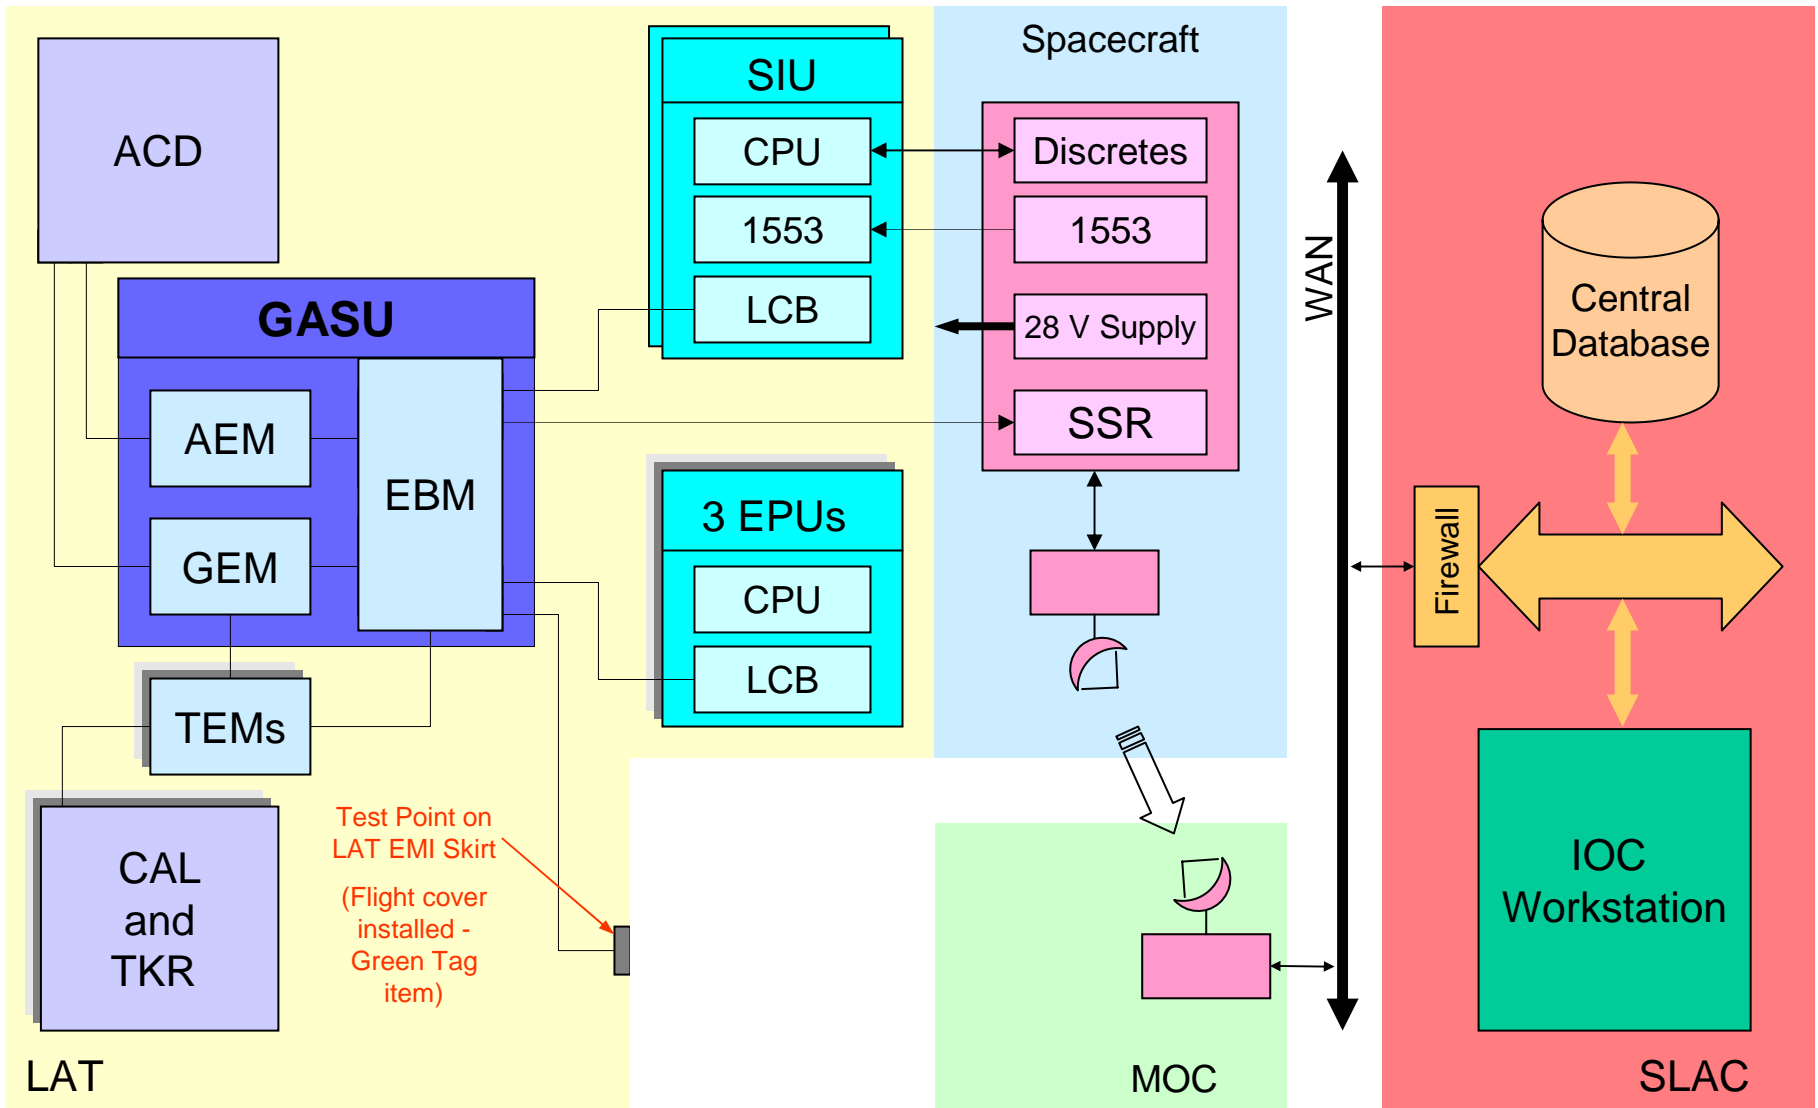 ACD
GASU
AEM
GEM
EBM
TEMs
CAL
and
TKR
Test Point on
LAT EMI Skirt
(Flight cover
installed -
Green Tag
item)
LAT
SIU
CPU
1553
LCB
3 EPUs
CPU
LCB
Spacecraft
Discretes
1553
28 V Supply
SSR
MOC
WAN
Firewall
Central
Database
IOC
Workstation
SLAC